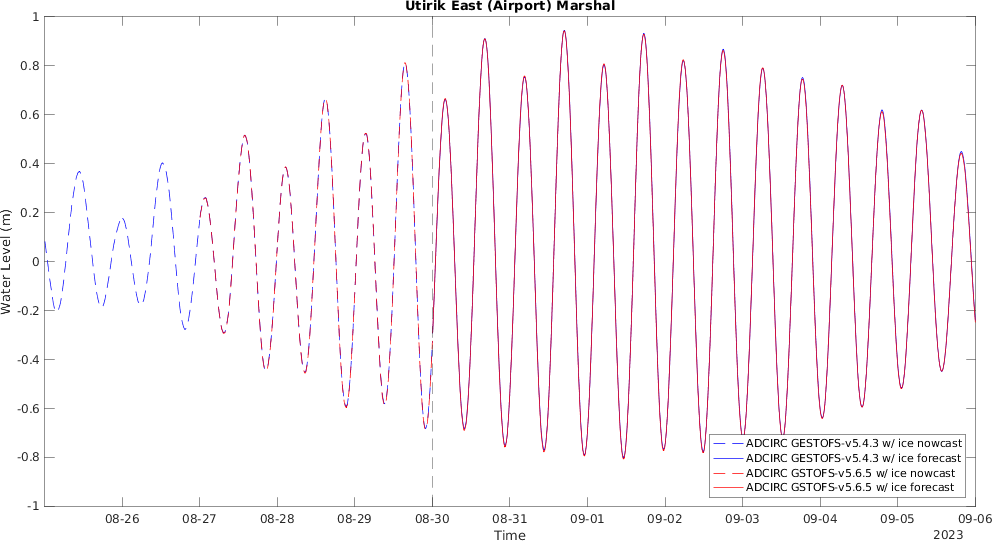 Utirik East (Airport) Marshal
1
0.8
0.6
0.4
0.2
0
-0.2
-0.4
-0.6
-0.8
-1
Water Level (m)
ADCIRC GESTOFS-v5.4.3 w/ ice nowcast
ADCIRC GESTOFS-v5.4.3 w/ ice forecast
ADCIRC GSTOFS-v5.6.5 w/ ice nowcast
ADCIRC GSTOFS-v5.6.5 w/ ice forecast
08-26 08-27 08-28 08-29 08-30 08-31 09-01 09-02 09-03 09-04 09-05 09-06
Time
2023